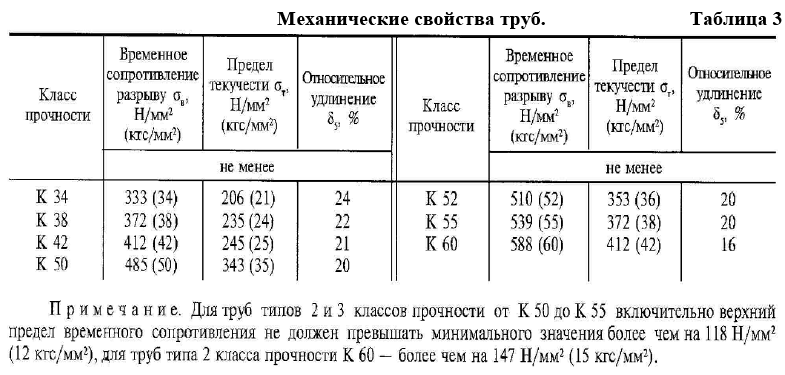 Механические свойства труб. Таблица 3
Класс прочности Временное сопротивление разрыву σв, Н/мм² (кгс/мм²) Предел текучести σт, Н/мм² (кгс/мм²) Относительное удлинение δ5, % Класс прочности Временное сопротивление разрыву σв, Н/мм² (кгс/мм²) Предел текучести σт, Н/мм² (кгс/мм²) Относительное удлинение δ5, %
не менее не менее
К 34 333 (34) 206 (21) 24 К 52 510 (52) 353 (36) 20
К 38 372 (38) 235 (24) 22 К 55 539 (55) 372 (38) 20
К 42 412 (42) 245 (25) 21 К 60 588 (60) 412 (42) 16
К 50 485 (50) 343 (35) 20
Примечание. Для труб типов 2 и 3 классов прочности от К 50 до К 55 включительно верхний
предел временного сопротивления не должен превышать минимального значения более чем на 118 Н/мм²
(12 кгс/мм²), для труб типа 2 класса прочности К 60 — более чем на 147 Н/мм² (15 кгс/мм²).